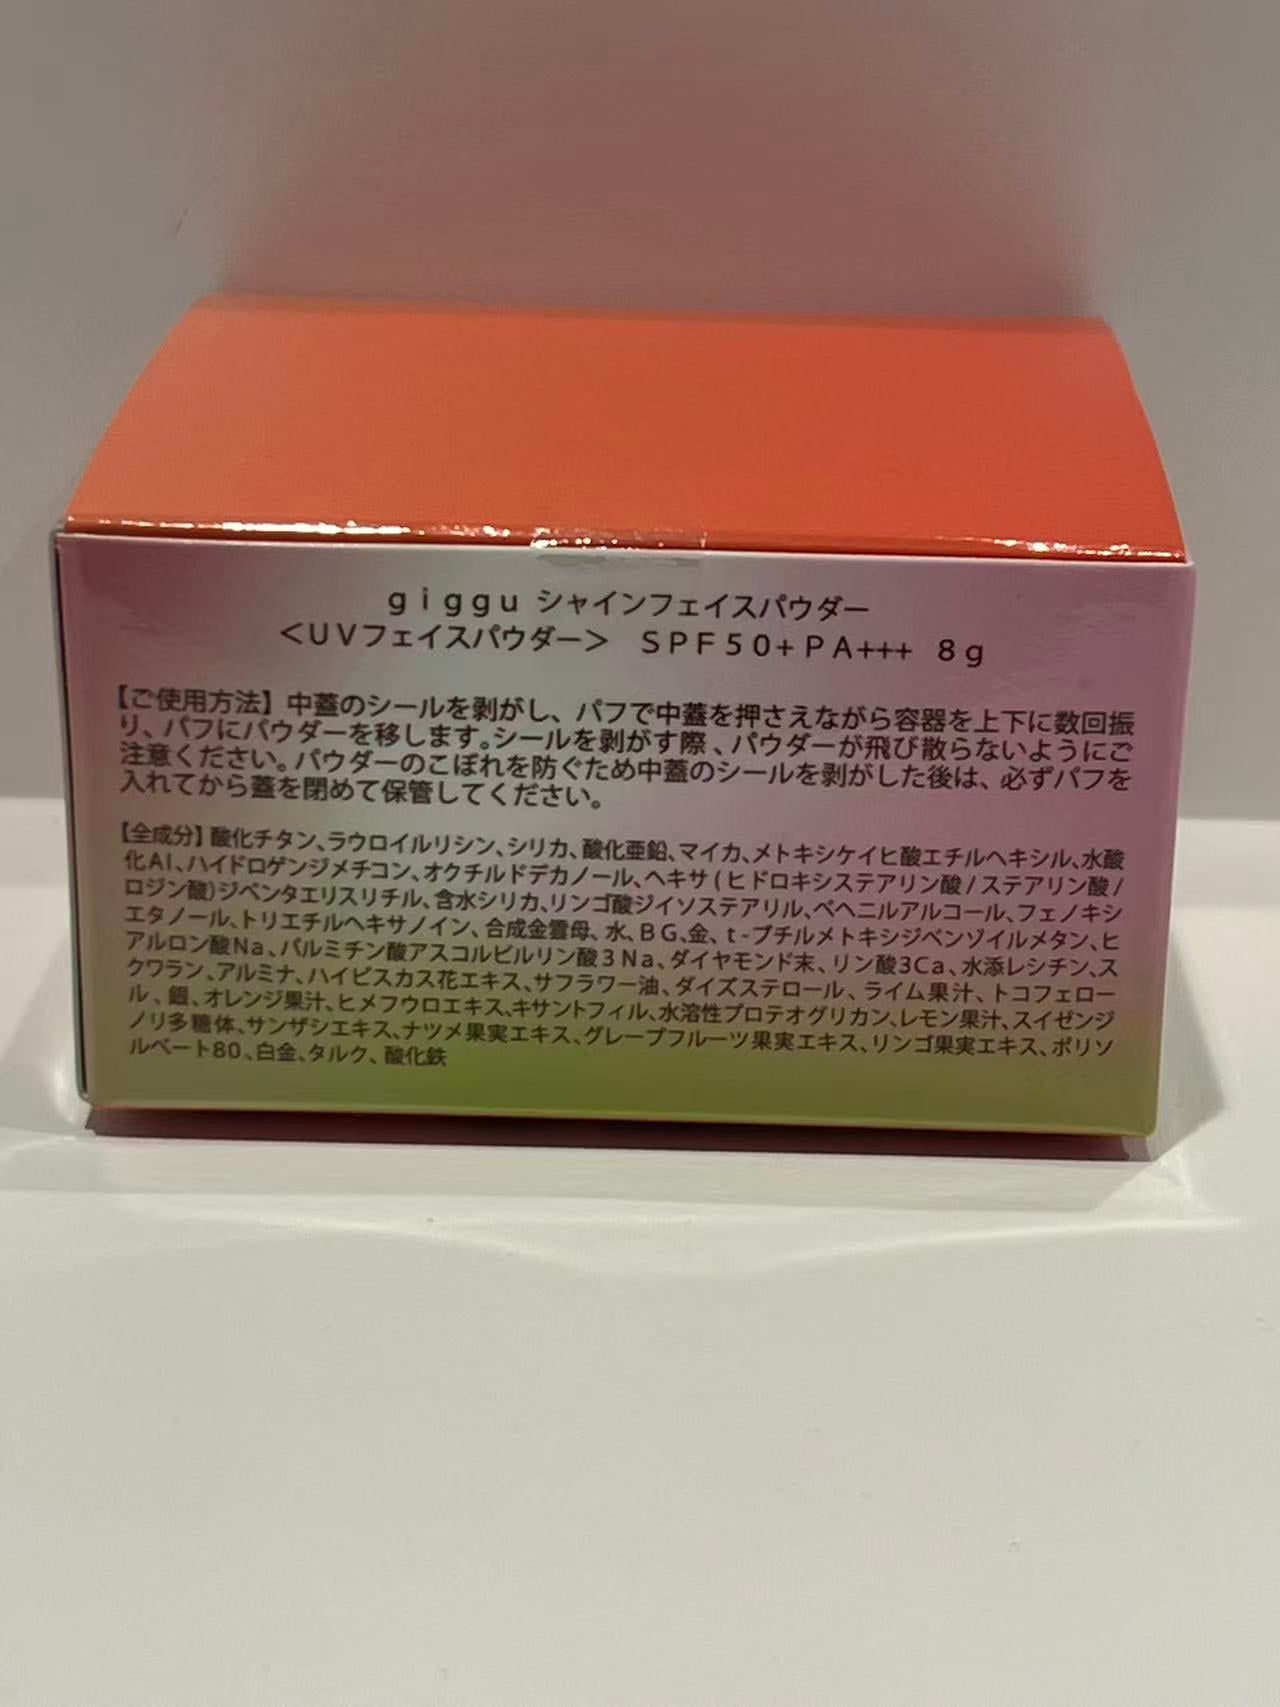 giggu シャインフェイスパウダー
＜UVフェイスパウダー＞ SPF50+PA+++ 8g
【ご使用方法】中蓋のシールを剥がし、パフで中蓋を押さえながら容器を上下に数回振
り、パフにパウダーを移します。シールを剥がす際、パウダーが飛び散らないようにご
注意ください。パウダーのこぼれを防ぐため中蓋のシールを剥がした後は、必ずパフを
入れてから蓋を閉めて保管してください。
【全成分】酸化チタン、ラウロイルリシン、シリカ、酸化亜鉛、マイカ、メトキシケイヒ酸エチルヘキシル、水酸
化Al、ハイドロゲンジメチコン、オクチルドデカノール、ヘキサ(ヒドロキシステアリン酸/ステアリン酸/
ロジン酸)ジペンタエリスリチル、含水シリカ、リンゴ酸ジイソステアリル、ベヘニルアルコール、フェノキシ
エタノール、トリエチルヘキサノイン、合成金雲母、水、BG、金、t-ブチルメトキシジベンゾイルメタン、ヒ
アルロン酸Na、パルミチン酸アスコルビルリン酸3Na、ダイヤモンド末、リン酸3Ca、水添レシチン、ス
クワラン、アルミナ、ハイビスカス花エキス、サフラワー油、ダイズステロール、ライム果汁、トコフェロー
ル、銀、オレンジ果汁、ヒメフウロエキス、キサントフィル、水溶性プロテオグリカン、レモン果汁、スイゼンジ
ノリ多糖体、サンザシエキス、ナツメ果実エキス、グレープフルーツ果実エキス、リンゴ果実エキス、ポリソ
ルベート80、白金、タルク、酸化鉄